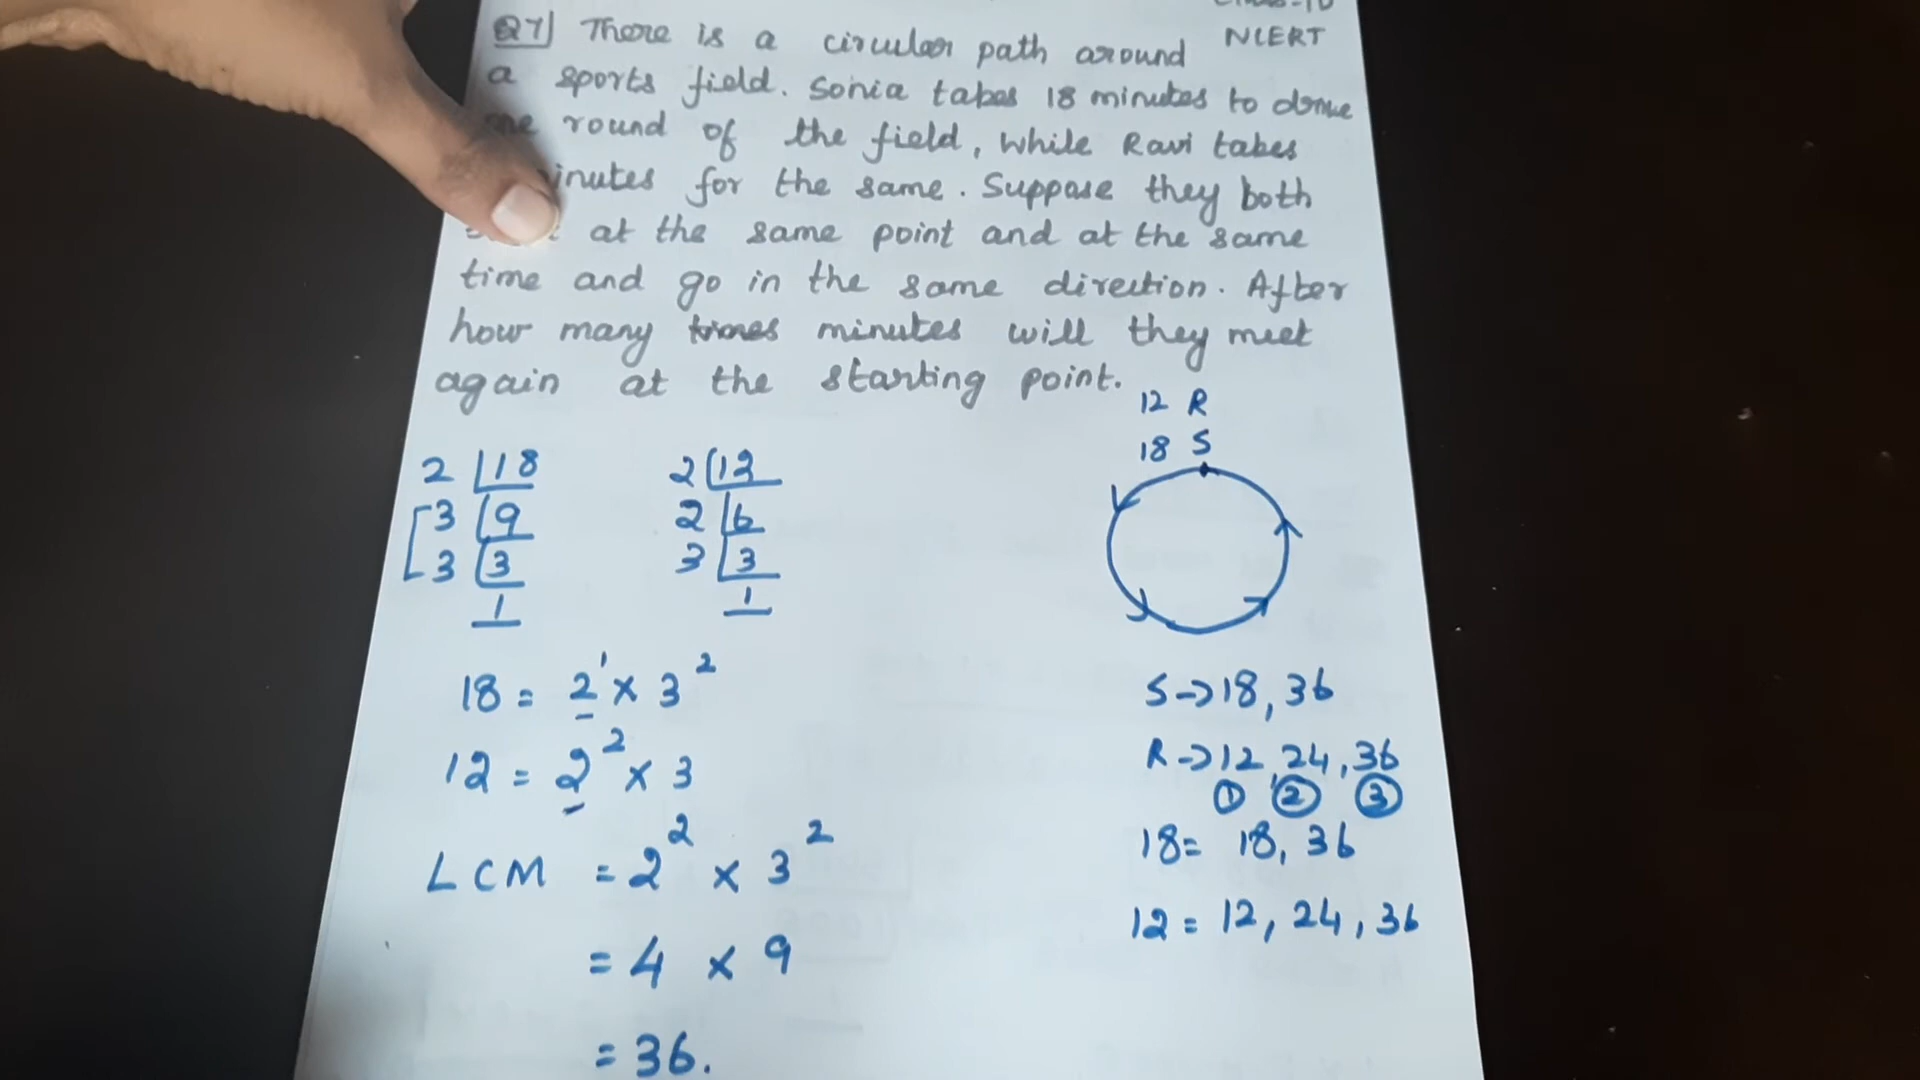 NCERT
Q7) There is a circular path around
a sports field. Sonia takes 18 minutes to drive
round of the field, while Ravi takes
for the same. Suppose they both
at the same point and at the same
time and go in the same direction. After
how many minutes will they meet
again at the starting point.
12 R
18 S
2 18
3 9
3 3
1
2 12
2 6
3 3
1
18 = 2¹ × 3²
12 = 2² × 3
LCM = 2² × 3²
= 4 × 9
= 36.
S → 18, 36
R → 12, 24, 36
① ② ③
18 = 18, 36
12 = 12, 24, 36